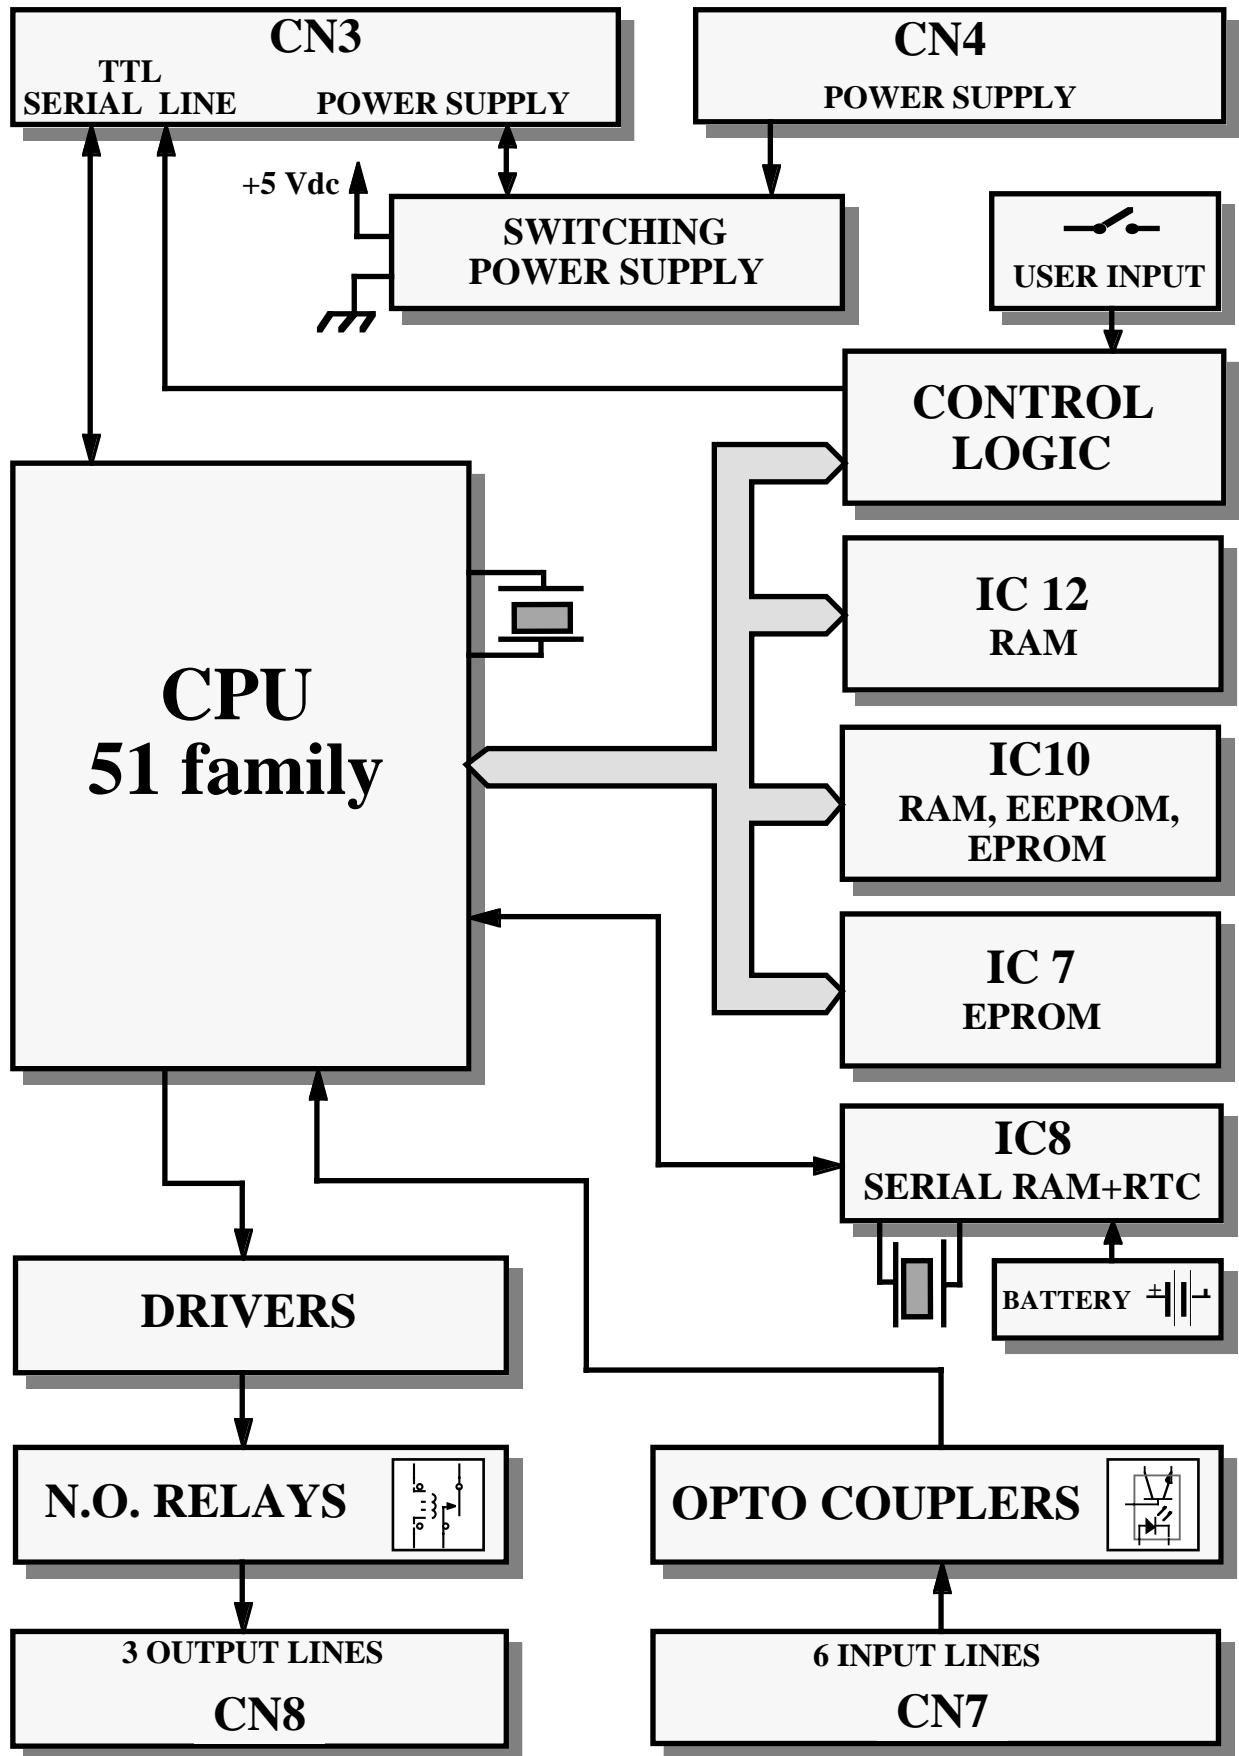 CN3
TTL
SERIAL LINE
POWER SUPPLY
CN4
POWER SUPPLY
+5 Vdc
SWITCHING
POWER SUPPLY
USER INPUT
CONTROL
LOGIC
IC 12
RAM
CPU
51 family
IC10
RAM, EEPROM,
EPROM
IC 7
EPROM
IC8
SERIAL RAM+RTC
BATTERY
+
-
DRIVERS
N.O. RELAYS
OPTO COUPLERS
3 OUTPUT LINES
CN8
6 INPUT LINES
CN7